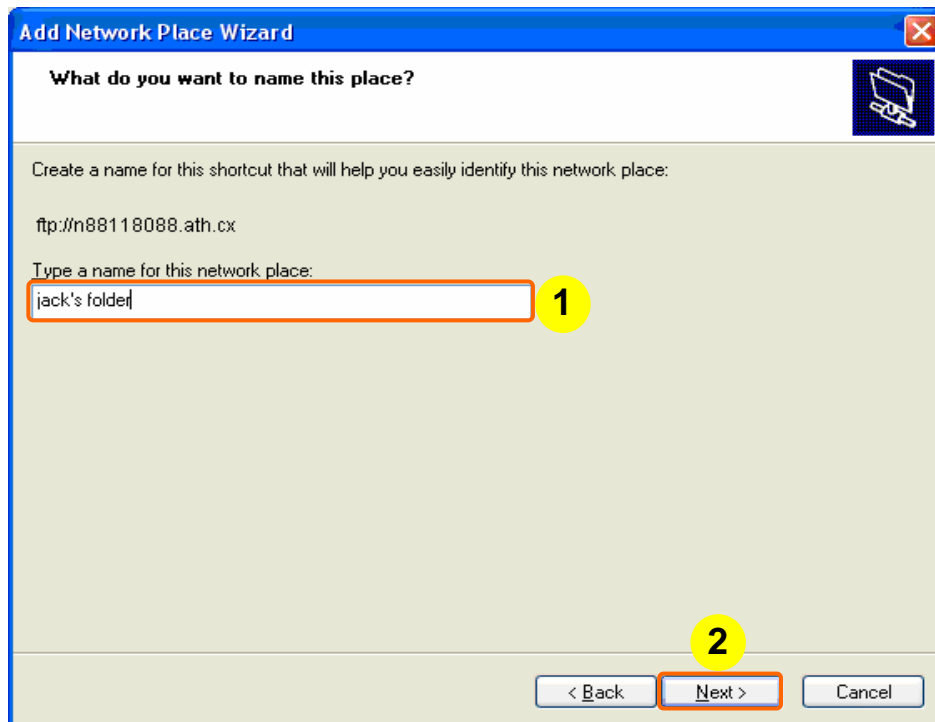 Add Network Place Wizard
What do you want to name this place?
Create a name for this shortcut that will help you easily identify this network place:
ftp://n88118088.ath.cx
Type a name for this network place:
jack's folder
1
2
< Back Next > Cancel